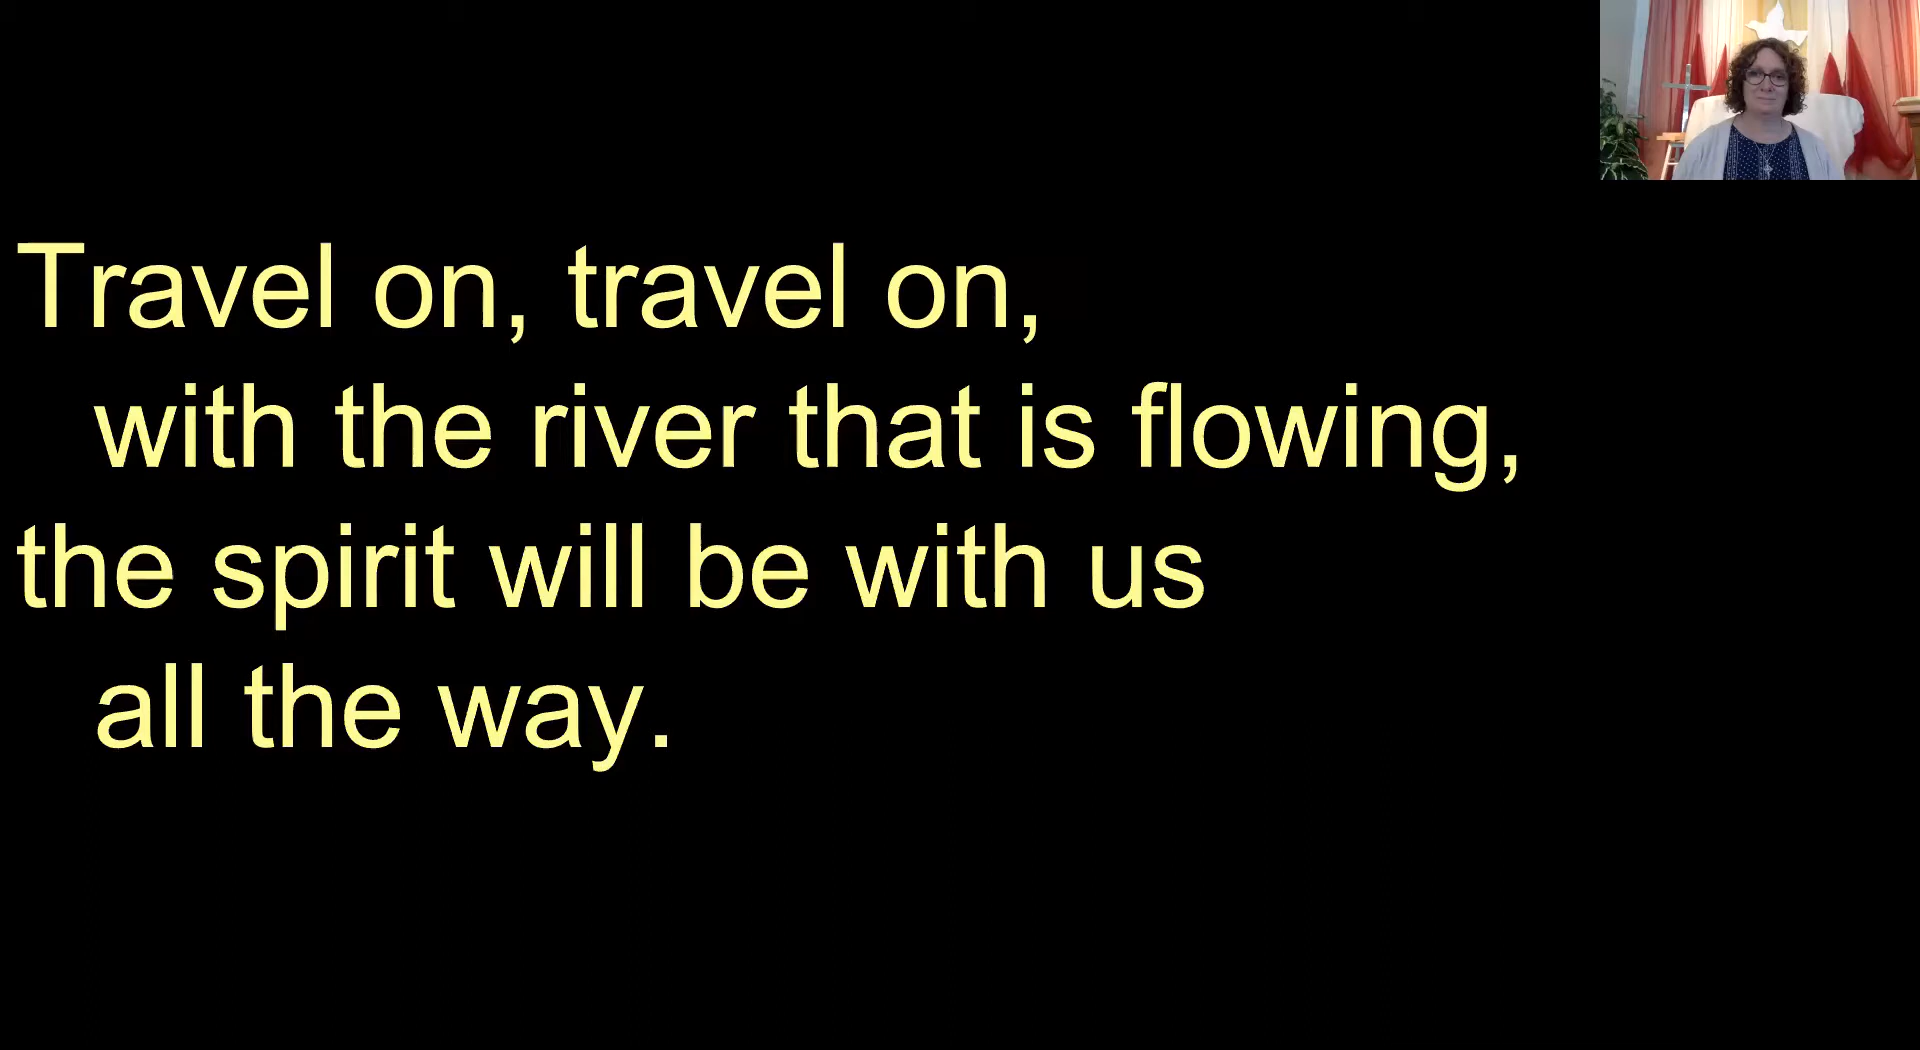 Travel on, travel on,
with the river that is flowing,
the spirit will be with us
all the way.